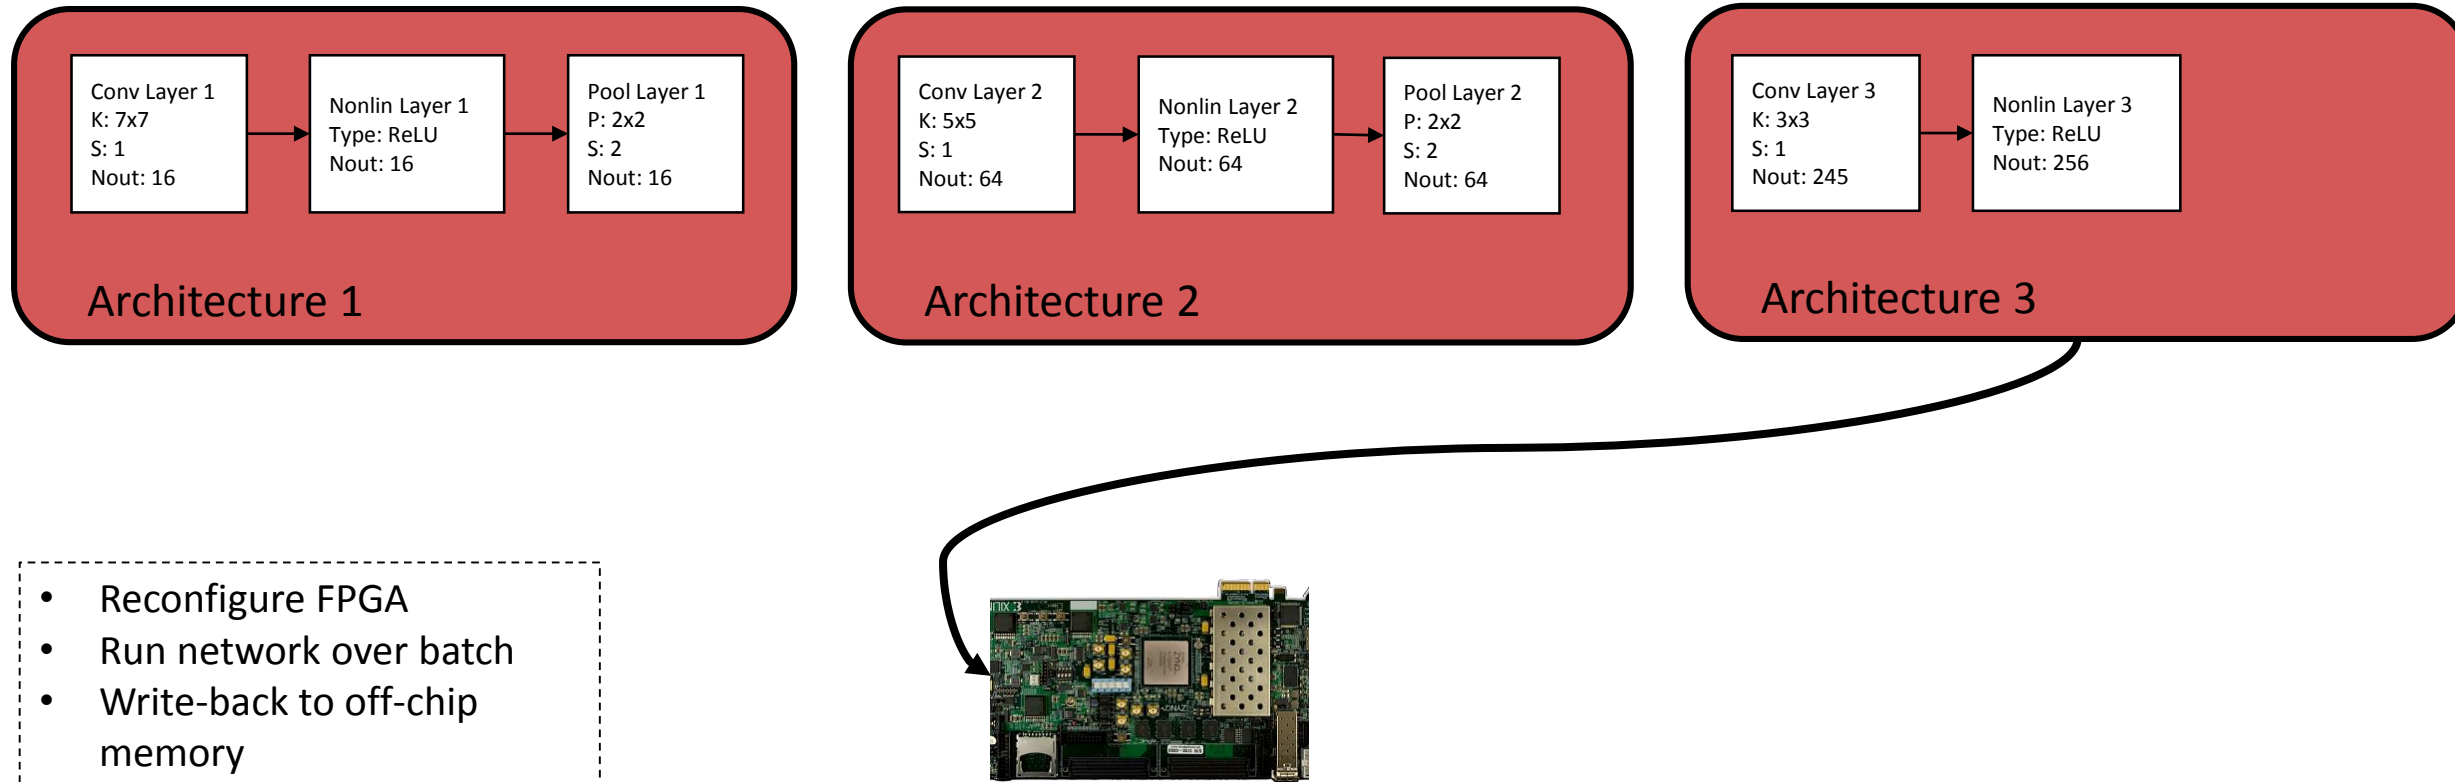 Conv Layer 1
K: 7x7
S: 1
Nout: 16
Nonlin Layer 1
Type: ReLU
Nout: 16
Pool Layer 1
P: 2x2
S: 2
Nout: 16
Architecture 1
Conv Layer 2
K: 5x5
S: 1
Nout: 64
Nonlin Layer 2
Type: ReLU
Nout: 64
Pool Layer 2
P: 2x2
S: 2
Nout: 64
Architecture 2
Conv Layer 3
K: 3x3
S: 1
Nout: 245
Nonlin Layer 3
Type: ReLU
Nout: 256
Architecture 3
• Reconfigure FPGA
• Run network over batch
• Write-back to off-chip
memory
ZYNQ